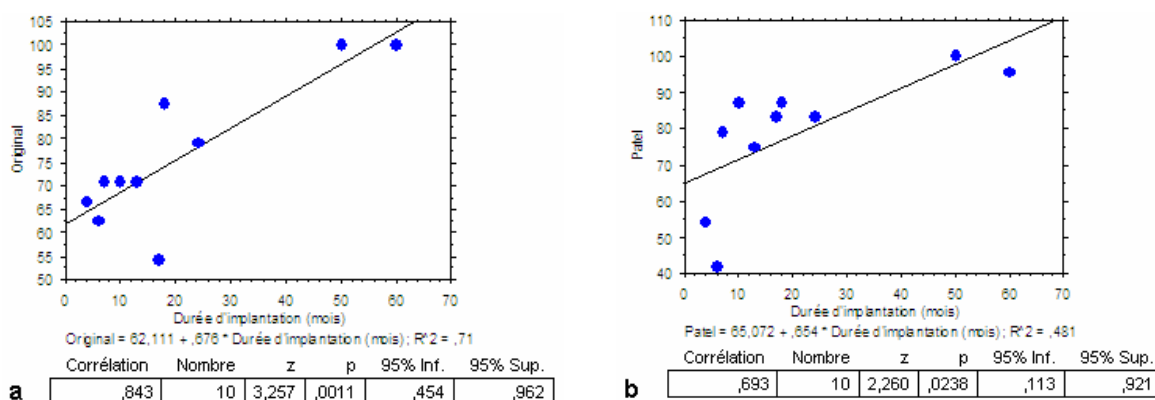 105
100
95
90
85
80
75
70
65
60
55
50
Original
0 10 20 30 40 50 60 70
Durée d'implantation (mois)
Original = 62,111 + ,676 * Durée d'implantation (mois); R^2 = ,71
Corrélation Nombre z p 95% Inf. 95% Sup.
,843 10 3,257 ,0011 ,454 ,962
a
110
100
90
80
70
60
50
40
Patel
0 10 20 30 40 50 60 70
Durée d'implantation (mois)
Patel = 65,072 + ,654 * Durée d'implantation (mois); R^2 = ,481
Corrélation Nombre z p 95% Inf. 95% Sup.
,693 10 2,260 ,0238 ,113 ,921
b